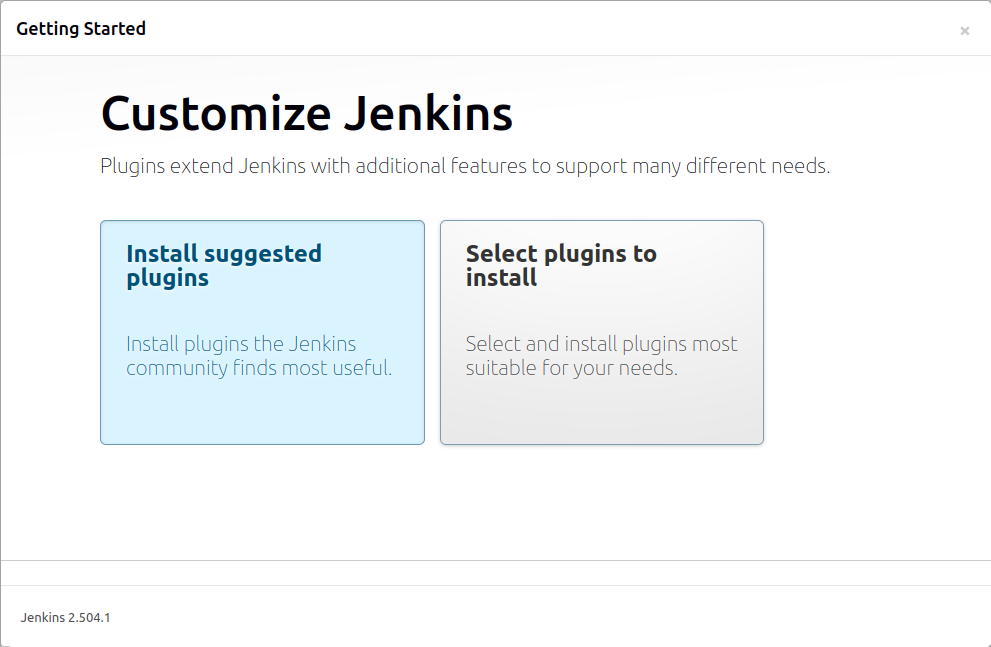 Getting Started
×
Customize Jenkins
Plugins extend Jenkins with additional features to support many different needs.
Install suggested
plugins
Install plugins the Jenkins
community finds most useful.
Select plugins to
install
Select and install plugins most
suitable for your needs.
Jenkins 2.504.1